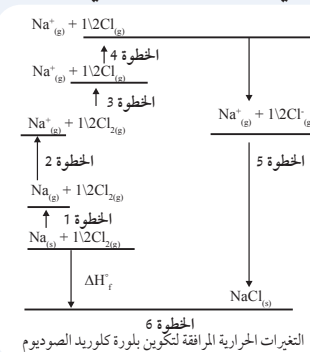 Na⁺(g) + 1\2Cl(g)
الخطوة 4
Na⁺(g) + 1\2Cl(g)
الخطوة 3
Na⁺(g) + 1\2Cl⁻(g
Na⁺(g) + 1\2Cl2(g)
الخطوة 2
الخطوة 5
Na(g) + 1\2Cl2(g)
الخطوة 1
Na(s) + 1\2Cl2(g)
ΔH°f
NaCl(s)
الخطوة 6
التغيرات الحرارية المرافقة لتكوين بلورة كلوريد الصوديوم